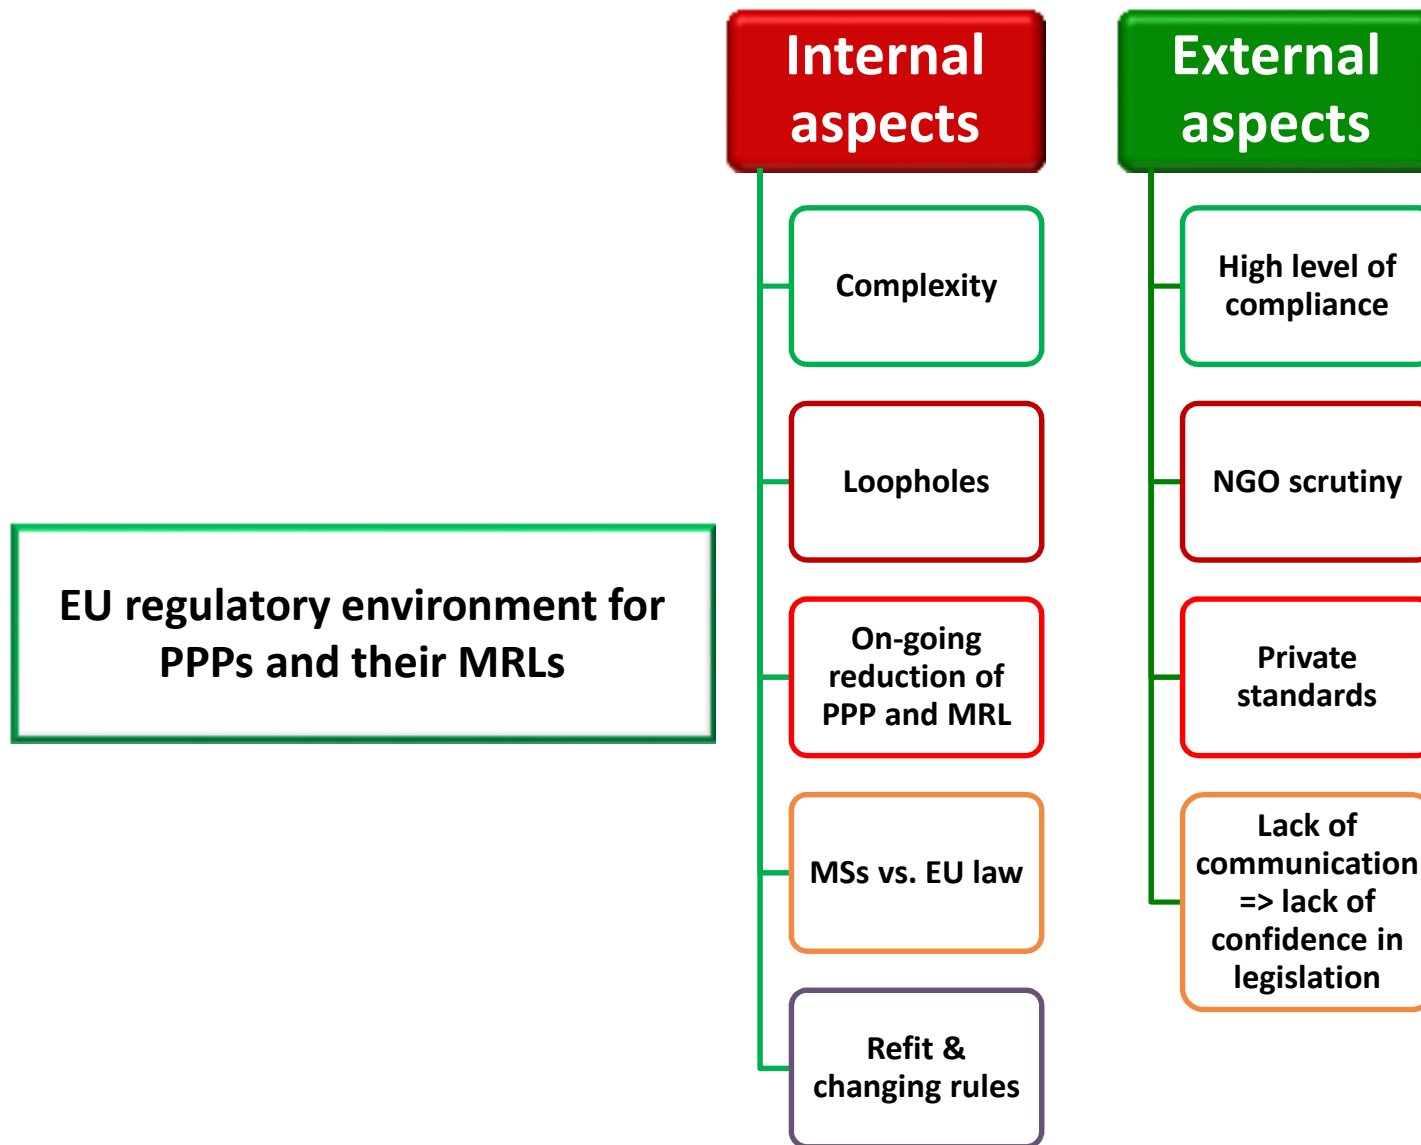 EU regulatory environment for
PPPs and their MRLs
Internal
aspects
Complexity
Loopholes
On-going
reduction of
PPP and MRL
MSs vs. EU law
Refit &
changing rules
External
aspects
High level of
compliance
NGO scrutiny
Private
standards
Lack of
communication
=> lack of
confidence in
legislation